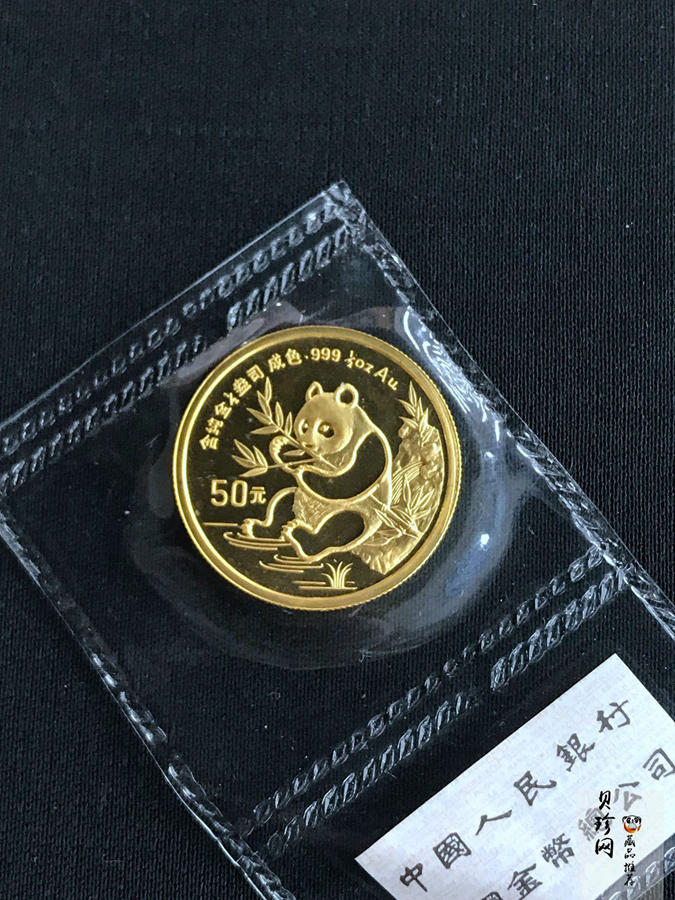 含纯金½盎司 成色.999 ½oz Au
50元
中國人民銀行
中國金幣總公司
贝珍网
藏品推荐